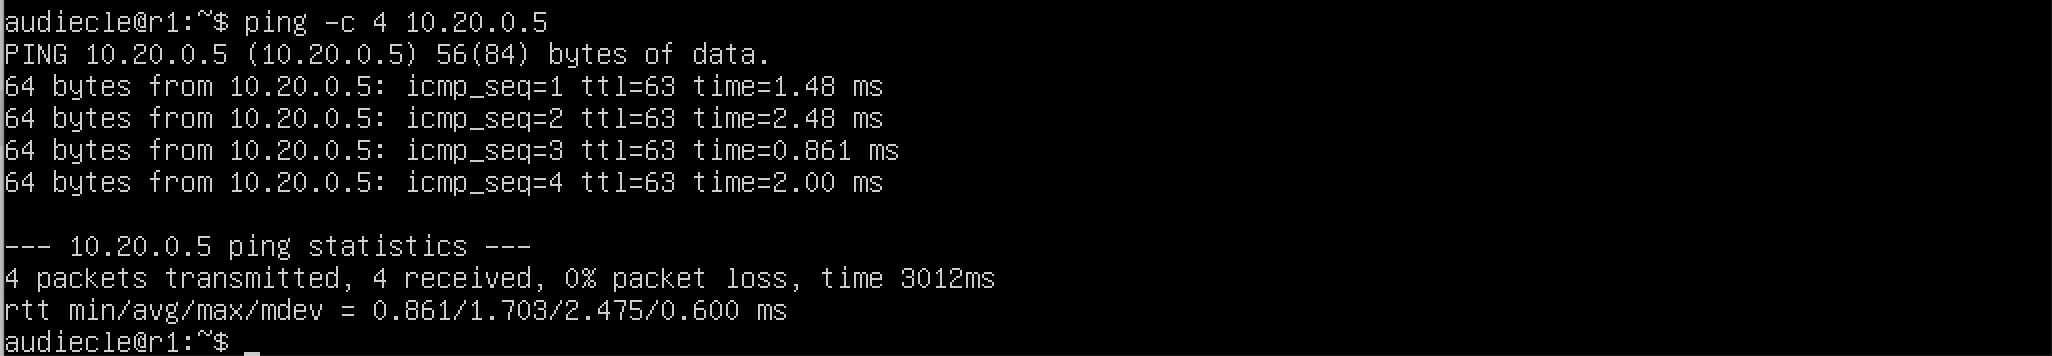 audiecle@r1:~$ ping -c 4 10.20.0.5
PING 10.20.0.5 (10.20.0.5) 56(84) bytes of data.
64 bytes from 10.20.0.5: icmp_seq=1 ttl=63 time=1.48 ms
64 bytes from 10.20.0.5: icmp_seq=2 ttl=63 time=2.48 ms
64 bytes from 10.20.0.5: icmp_seq=3 ttl=63 time=0.861 ms
64 bytes from 10.20.0.5: icmp_seq=4 ttl=63 time=2.00 ms
--- 10.20.0.5 ping statistics ---
4 packets transmitted, 4 received, 0% packet loss, time 3012ms
rtt min/avg/max/mdev = 0.861/1.703/2.475/0.600 ms
audiecle@r1:~$ _